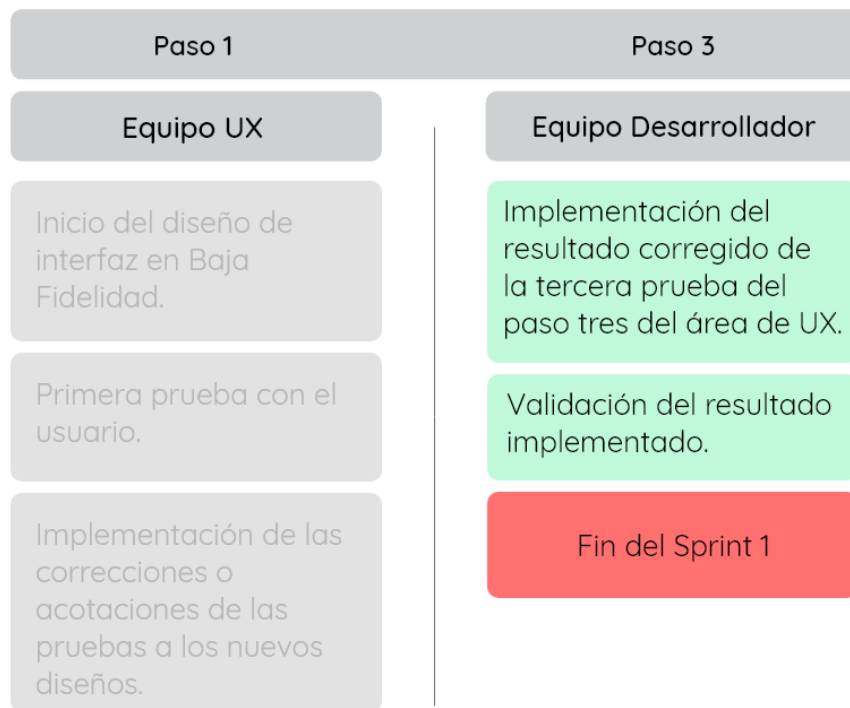 Paso 1
Paso 3
Equipo UX
Equipo Desarrollador
Inicio del diseño de
interfaz en Baja
Fidelidad.
Primera prueba con el
usuario.
Implementación de las
correcciones o
acotaciones de las
pruebas a los nuevos
diseños.
Implementación del
resultado corregido de
la tercera prueba del
paso tres del área de UX.
Validación del resultado
implementado.
Fin del Sprint 1